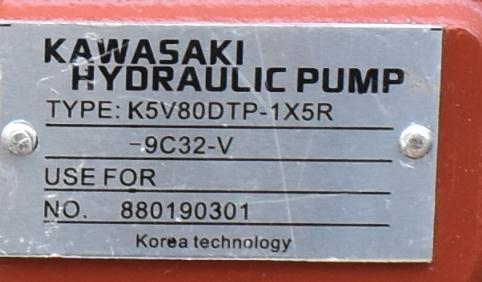 KAWASAKI
HYDRAULIC PUMP
TYPE: K5V80DTP-1X5R
-9C32-V
USE FOR
NO. 880190301
Korea technology